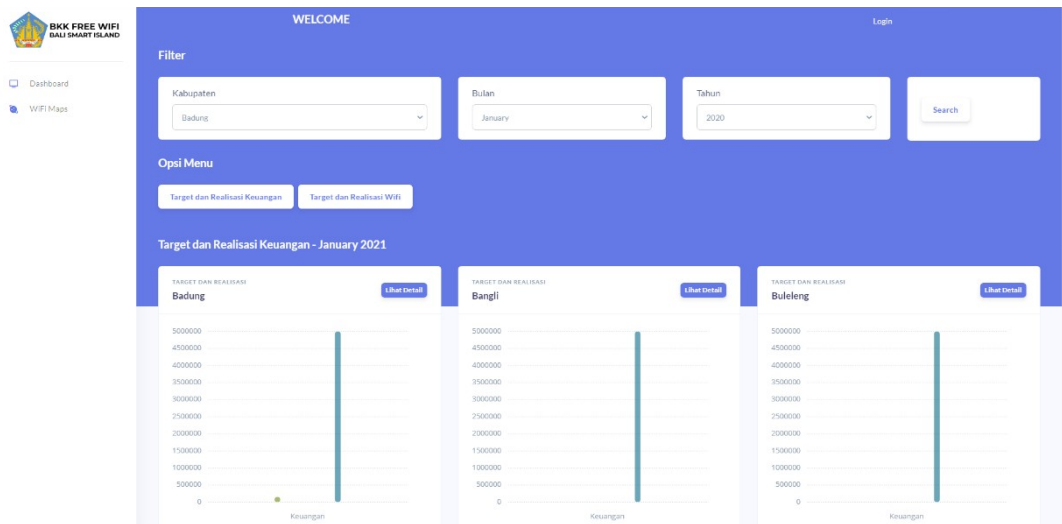 BKK FREE WIFI
BALI SMART ISLAND
Dashboard
WIFI Maps
WELCOME
Login
Filter
Kabupaten
Badung
Bulan
January
Tahun
2020
Search
Opsi Menu
Target dan Realisasi Keuangan
Target dan Realisasi Wifi
Target dan Realisasi Keuangan - January 2021
TARGET DAN REALISASI
Badung
Lihat Detail
5000000
4500000
4000000
3500000
3000000
2500000
2000000
1500000
1000000
500000
0
Keuangan
TARGET DAN REALISASI
Bangli
Lihat Detail
5000000
4500000
4000000
3500000
3000000
2500000
2000000
1500000
1000000
500000
0
Keuangan
TARGET DAN REALISASI
Buleleng
Lihat Detail
5000000
4500000
4000000
3500000
3000000
2500000
2000000
1500000
1000000
500000
0
Keuangan